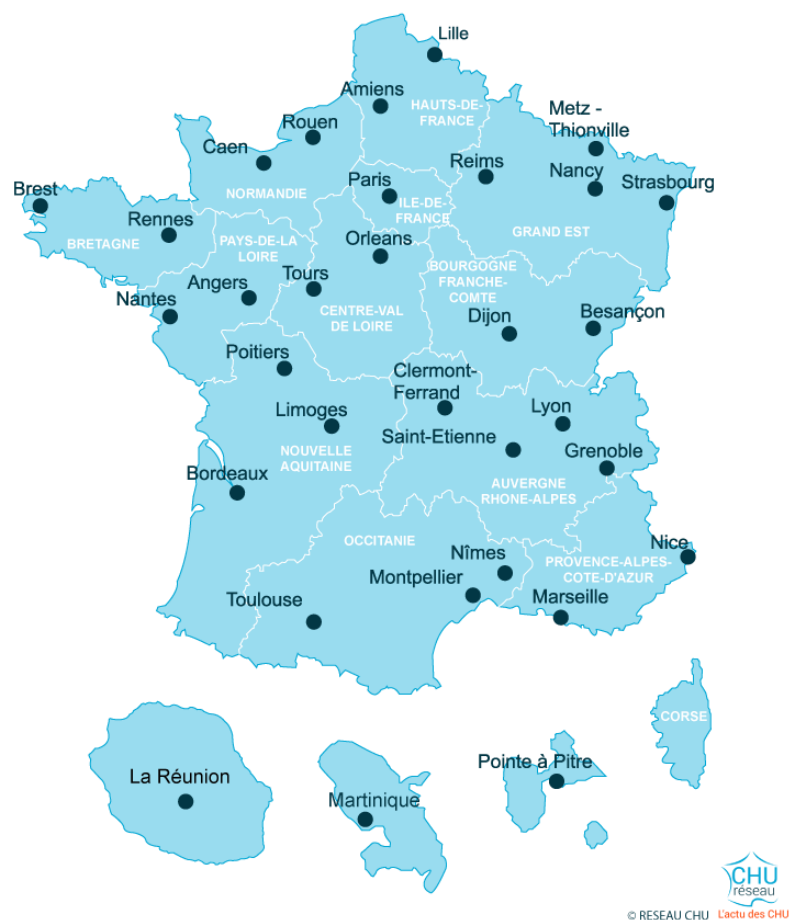 Lille
Amiens
HAUTS-DE-
FRANCE
Metz -
Thionville
Rouen
Caen
Reims
Nancy
Paris
Strasbourg
Brest
NORMANDIE
ILE-DE-
FRANCE
Rennes
GRAND EST
BRETAGNE
PAYS-DE-LA
LOIRE
Orleans
BOURGOGNE
FRANCHE-
COMTE
Angers
Tours
Nantes
CENTRE-VAL
DE LOIRE
Dijon
Besançon
Poitiers
Clermont-
Ferrand
Limoges
Lyon
Saint-Etienne
NOUVELLE
AQUITAINE
Grenoble
Bordeaux
AUVERGNE
RHONE-ALPES
OCCITANIE
Nîmes
Nice
PROVENCE-ALPES-
COTE-D'AZUR
Montpellier
Toulouse
Marseille
CORSE
La Réunion
Martinique
Pointe à Pitre
CHU
réseau
© RESEAU CHU L'actu des CHU